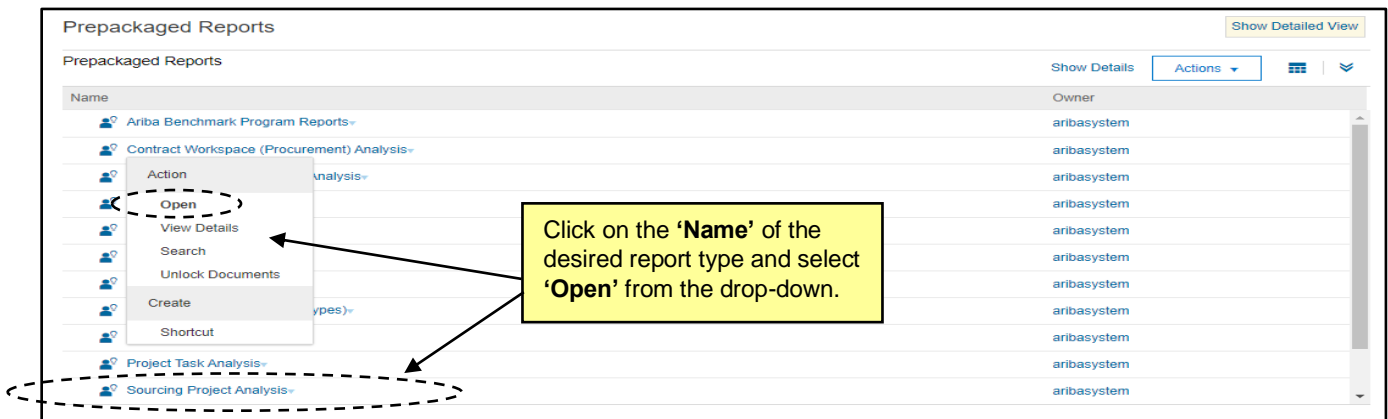 Prepackaged Reports
Show Detailed View
Prepackaged Reports
Show Details
Actions
Name
Owner
Ariba Benchmark Program Reports
aribasystem
Contract Workspace (Procurement) Analysis
aribasystem
Action
Analysis
aribasystem
Open
aribasystem
View Details
aribasystem
Search
aribasystem
Unlock Documents
aribasystem
Create
ypes)
aribasystem
Shortcut
aribasystem
Project Task Analysis
aribasystem
Sourcing Project Analysis
aribasystem
Click on the ‘Name’ of the
desired report type and select
‘Open’ from the drop-down.